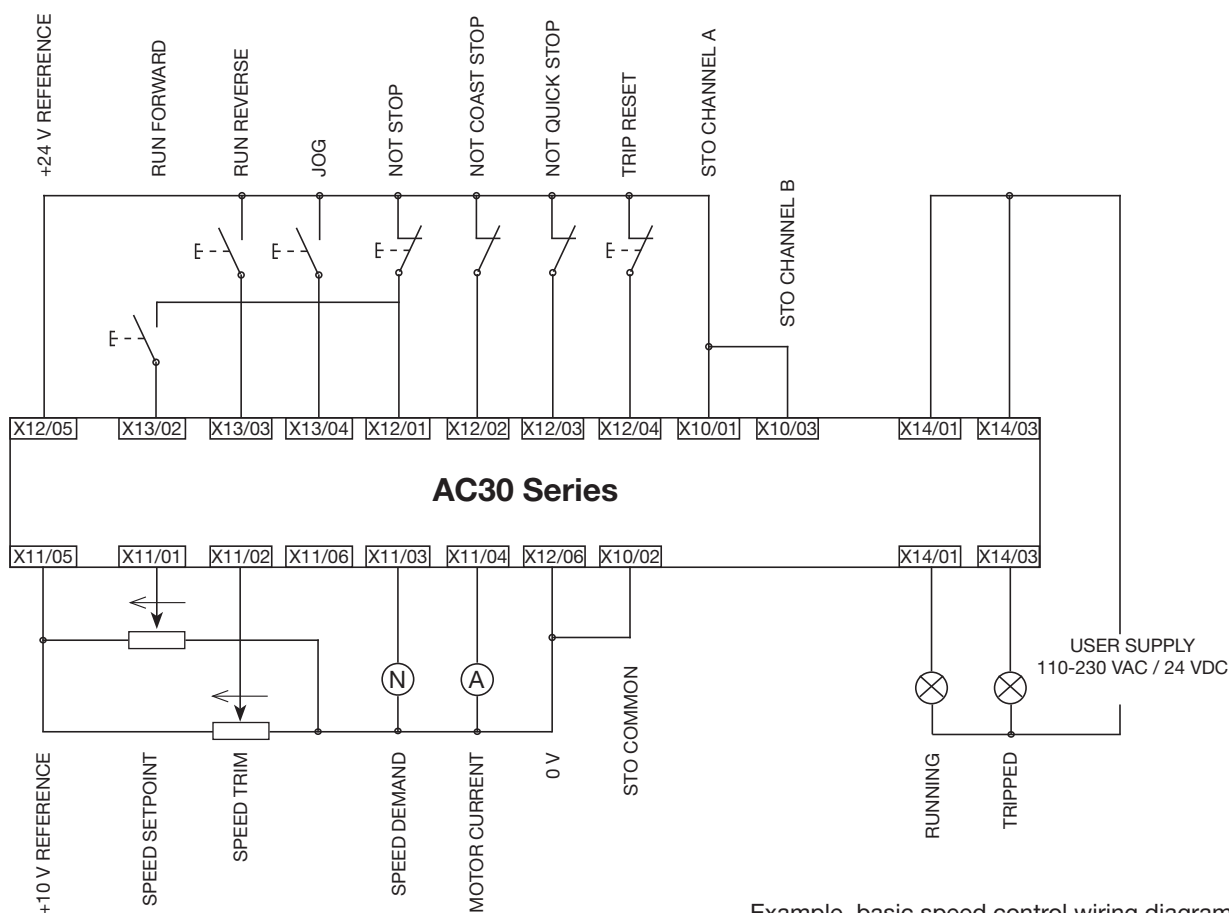 +24 V REFERENCE
RUN FORWARD
RUN REVERSE
JOG
NOT STOP
NOT COAST STOP
NOT QUICK STOP
TRIP RESET
STO CHANNEL A
STO CHANNEL B
X12/05
X13/02
X13/03
X13/04
X12/01
X12/02
X12/03
X12/04
X10/01
X10/03
X14/01
X14/03
AC30 Series
X11/05
X11/01
X11/02
X11/06
X11/03
X11/04
X12/06
X10/02
X14/01
X14/03
N
A
USER SUPPLY
110-230 VAC / 24 VDC
+10 V REFERENCE
SPEED SETPOINT
SPEED TRIM
SPEED DEMAND
MOTOR CURRENT
0 V
STO COMMON
RUNNING
TRIPPED
Example, basic speed control wiring diagram